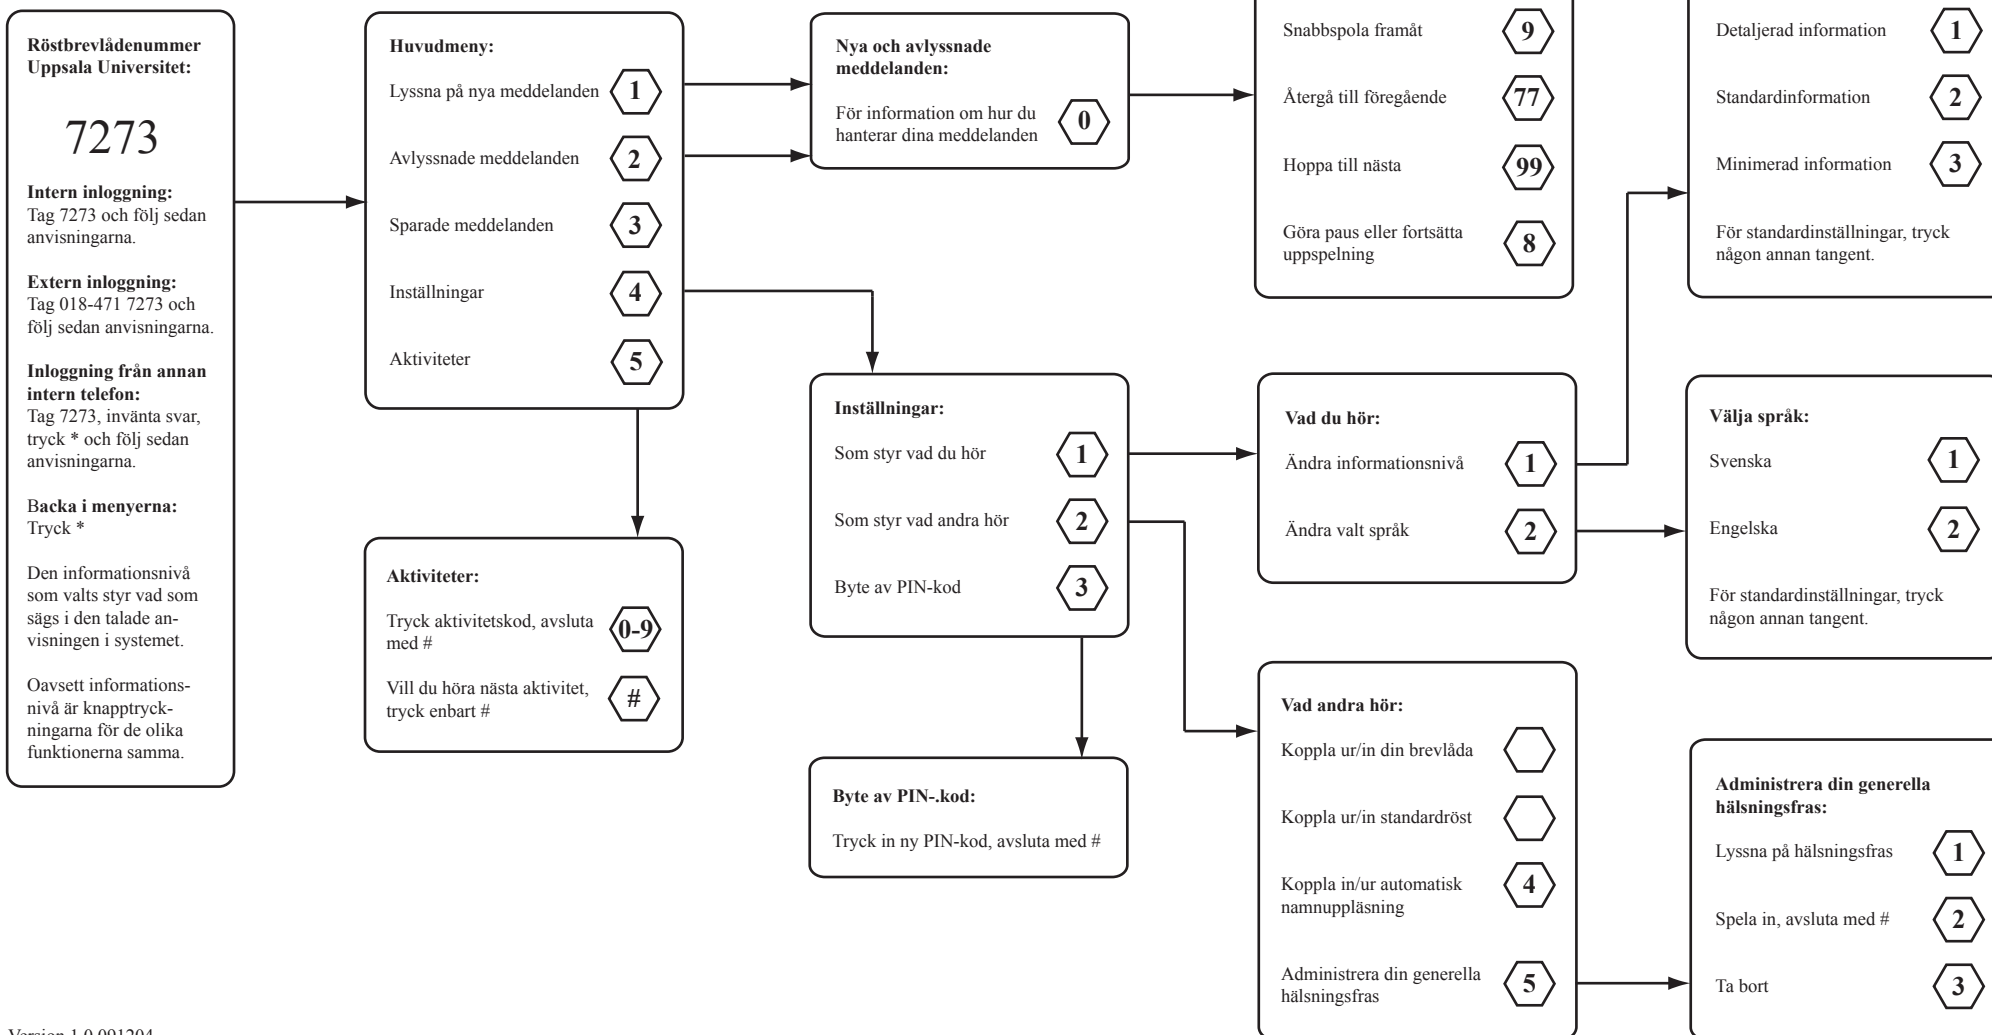 Röstbrevlådenummer
Uppsala Universitet:
7273
Intern inloggning:
Tag 7273 och följ sedan
anvisningarna.
Extern inloggning:
Tag 018-471 7273 och
följ sedan anvisningarna.
Inloggning från annan
intern telefon:
Tag 7273, invänta svar,
tryck * och följ sedan
anvisningarna.
Backa i menyerna:
Tryck *
Den informationsnivå
som valts styr vad som
sägs i den talade an-
visningen i systemet.
Oavsett informations-
nivå är knapptryck-
ningarna för de olika
funktionerna samma.
Huvudmeny:
Lyssna på nya meddelanden 1
Avlyssnade meddelanden 2
Sparade meddelanden 3
Inställningar 4
Aktiviteter 5
Aktiviteter:
Tryck aktivitetskod, avsluta 0-9
med #
Vill du höra nästa aktivitet, #
tryck enbart #
Nya och avlyssnade
meddelanden:
För information om hur du 0
hanterar dina meddelanden
Inställningar:
Som styr vad du hör 1
Som styr vad andra hör 2
Byte av PIN-kod 3
Byte av PIN-.kod:
Tryck in ny PIN-kod, avsluta med #
Snabbspola framåt 9
Återgå till föregående 77
Hoppa till nästa 99
Göra paus eller fortsätta 8
uppspelning
Vad du hör:
Ändra informationsnivå 1
Ändra valt språk 2
Vad andra hör:
Koppla ur/in din brevlåda
Koppla ur/in standardröst
Koppla in/ur automatisk 4
namnuppläsning
Administrera din generella 5
hälsningsfras
Detaljerad information 1
Standardinformation 2
Minimerad information 3
För standardinställningar, tryck
någon annan tangent.
Välja språk:
Svenska 1
Engelska 2
För standardinställningar, tryck
någon annan tangent.
Administrera din generella
hälsningsfras:
Lyssna på hälsningsfras 1
Spela in, avsluta med # 2
Ta bort 3
Version 1.0 091204